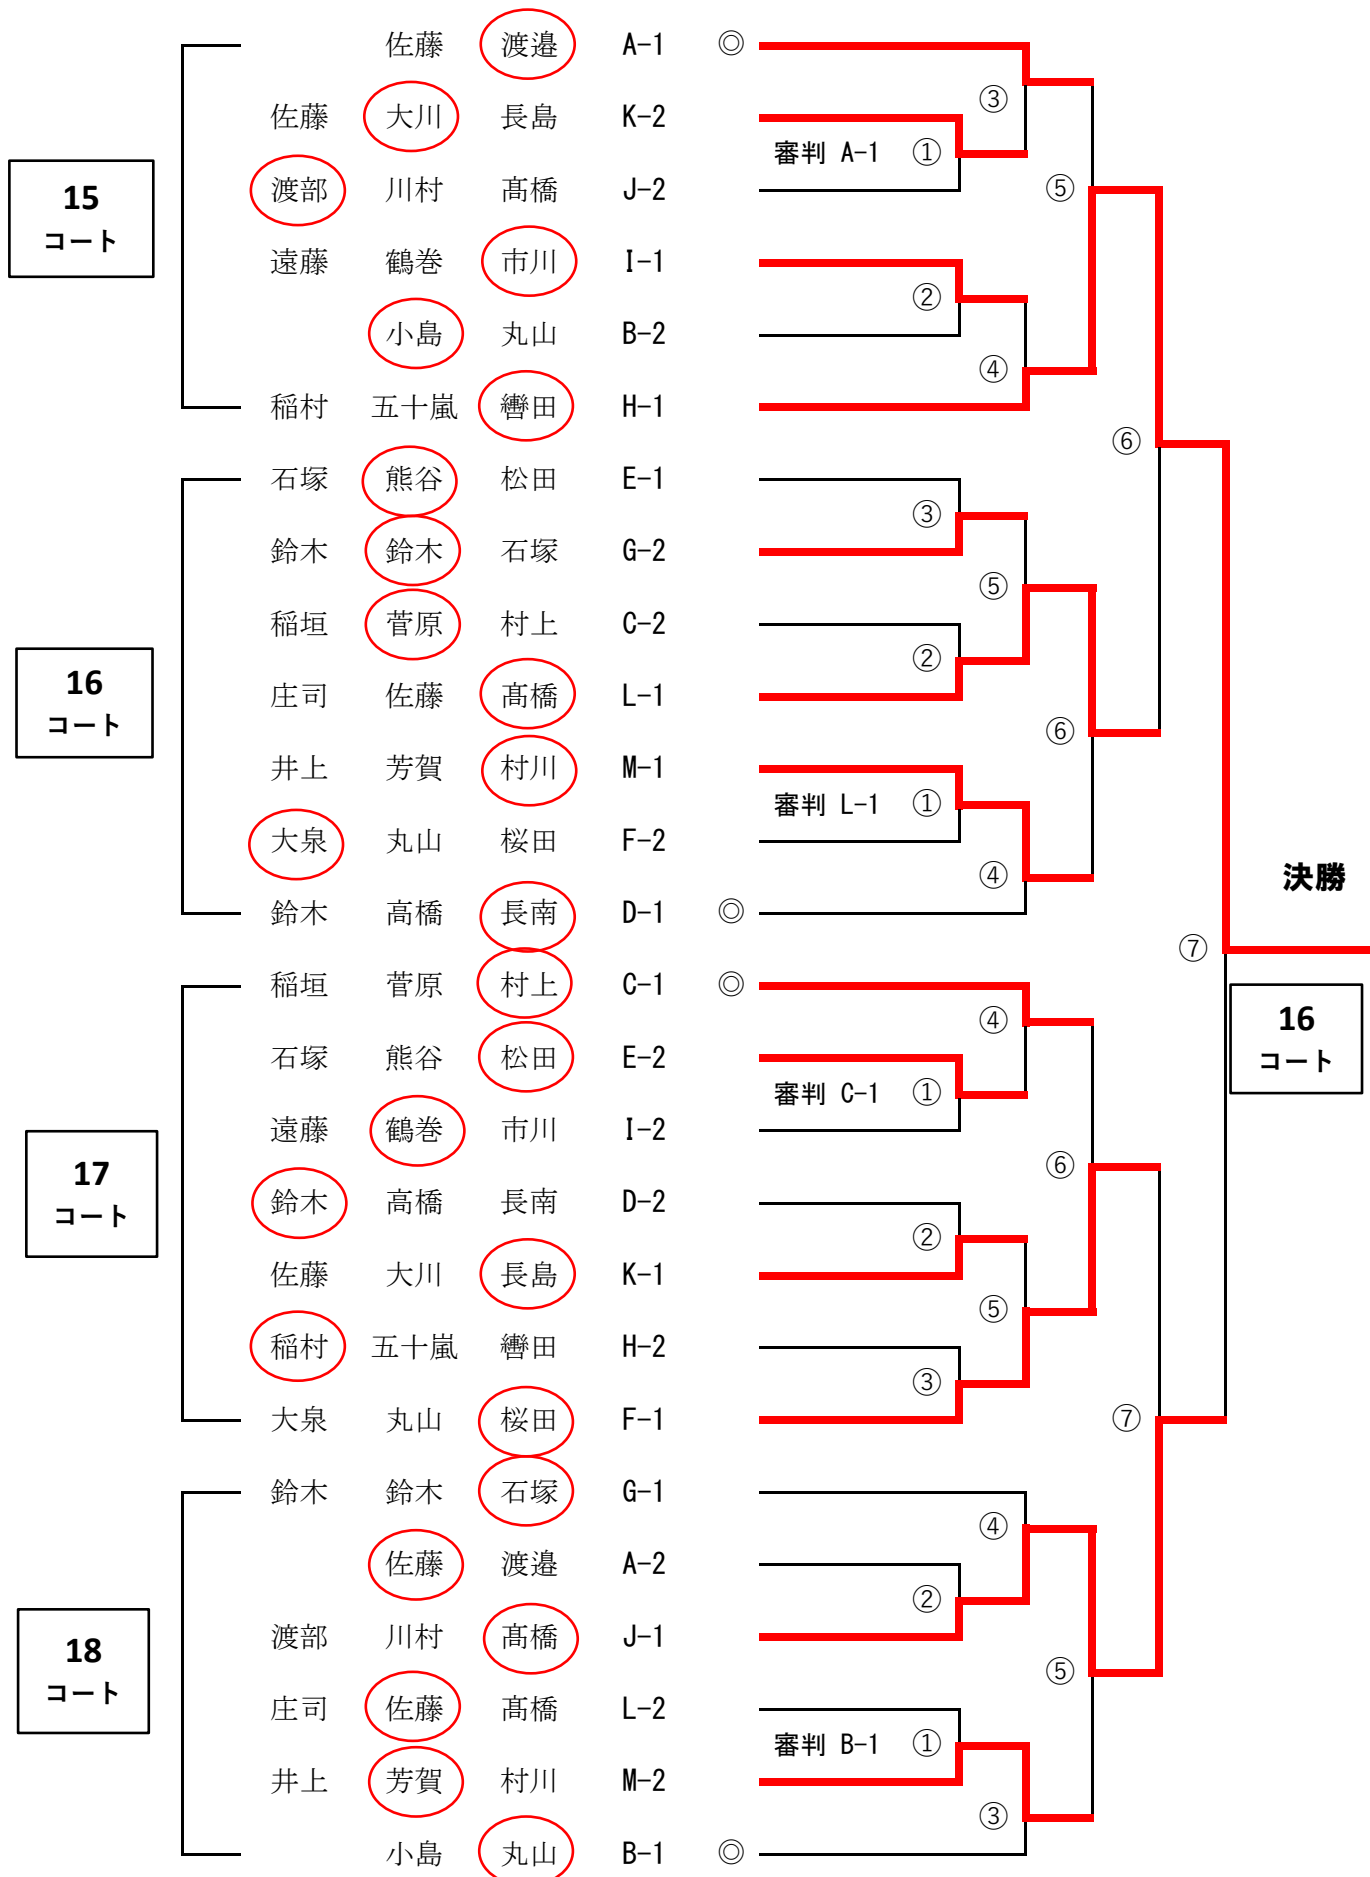 佐藤 渡邉 A-1 ◎
③
佐藤 大川 長島 K-2
審判 A-1 ①
15
コート
渡部 川村 髙橋 J-2
⑤
遠藤 鶴巻 市川 I-1
②
小島 丸山 B-2
④
稲村 五十嵐 轡田 H-1
⑥
石塚 熊谷 松田 E-1
③
鈴木 鈴木 石塚 G-2
⑤
稲垣 菅原 村上 C-2
②
16
コート
庄司 佐藤 髙橋 L-1
⑥
井上 芳賀 村川 M-1
審判 L-1 ①
大泉 丸山 桜田 F-2
④
決勝
鈴木 高橋 長南 D-1 ◎
⑦
稲垣 菅原 村上 C-1 ◎
④
16
コート
石塚 熊谷 松田 E-2
審判 C-1 ①
遠藤 鶴巻 市川 I-2
⑥
17
コート
鈴木 高橋 長南 D-2
②
佐藤 大川 長島 K-1
⑤
稲村 五十嵐 轡田 H-2
③
大泉 丸山 桜田 F-1
⑦
鈴木 鈴木 石塚 G-1
④
佐藤 渡邉 A-2
②
渡部 川村 髙橋 J-1
18
コート
⑤
庄司 佐藤 髙橋 L-2
審判 B-1 ①
井上 芳賀 村川 M-2
③
小島 丸山 B-1 ◎